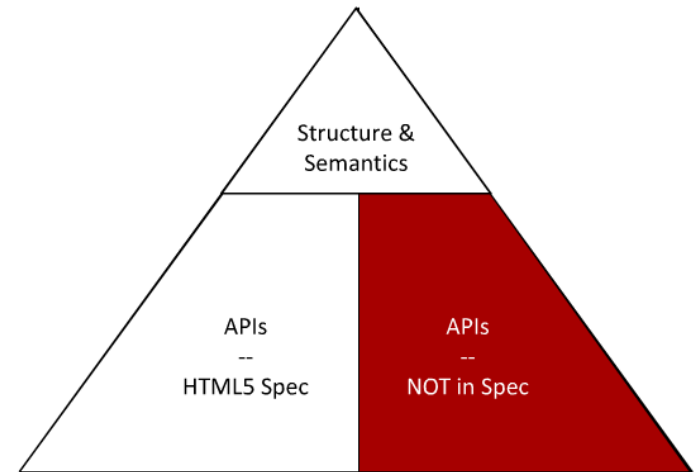 Structure &
Semantics
APIs
--
HTML5 Spec
APIs
--
NOT in Spec